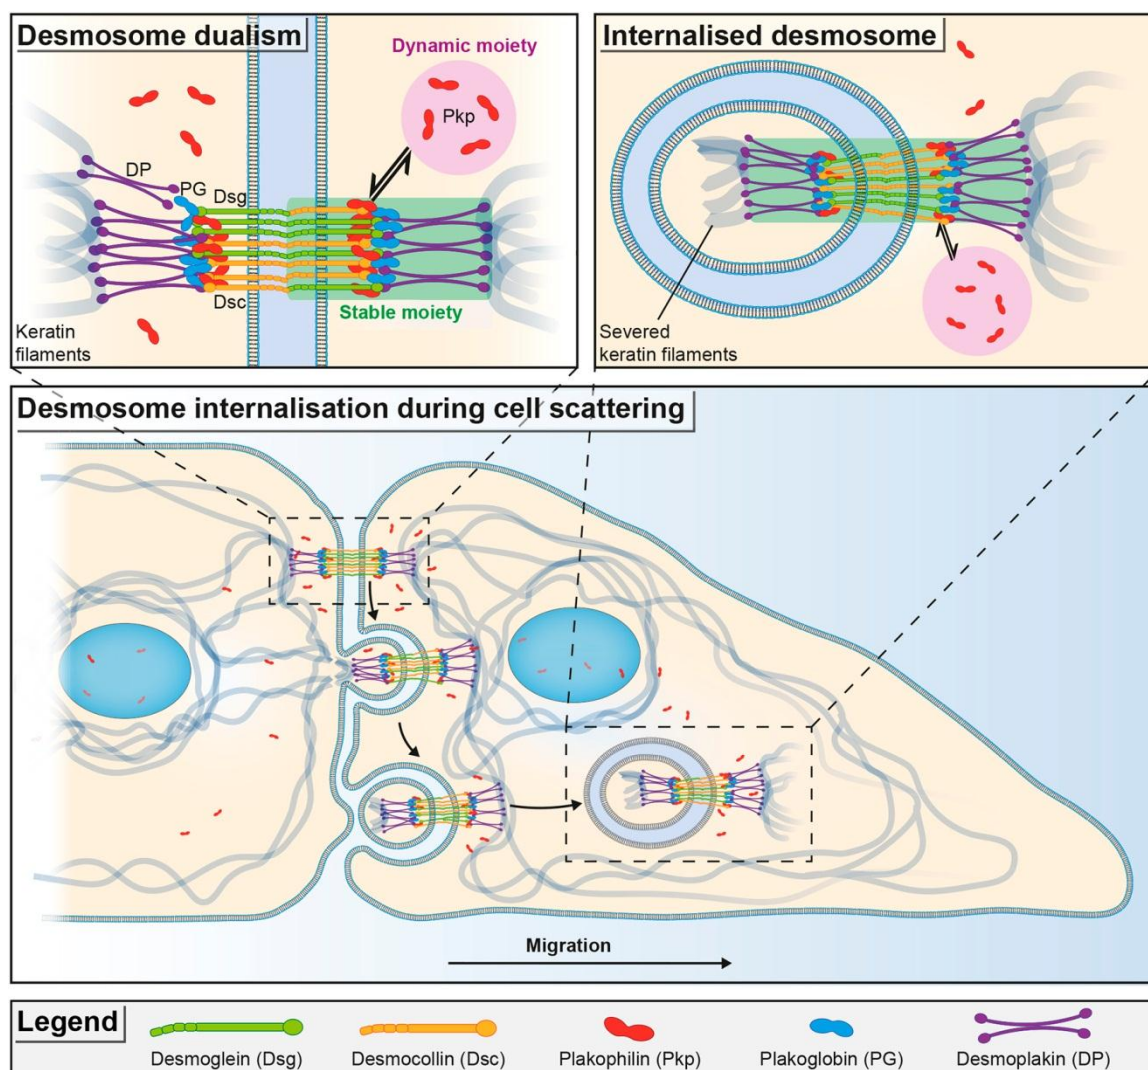 Desmosome dualism
Dynamic moiety
Pkp
DP
PG
Dsg
Dsc
Stable moiety
Keratin
filaments
Internalised desmosome
Severed
keratin filaments
Desmosome internalisation during cell scattering
Migration
Legend
Desmoglein (Dsg)
Desmocollin (Dsc)
Plakophilin (Pkp)
Plakoglobin (PG)
Desmoplakin (DP)